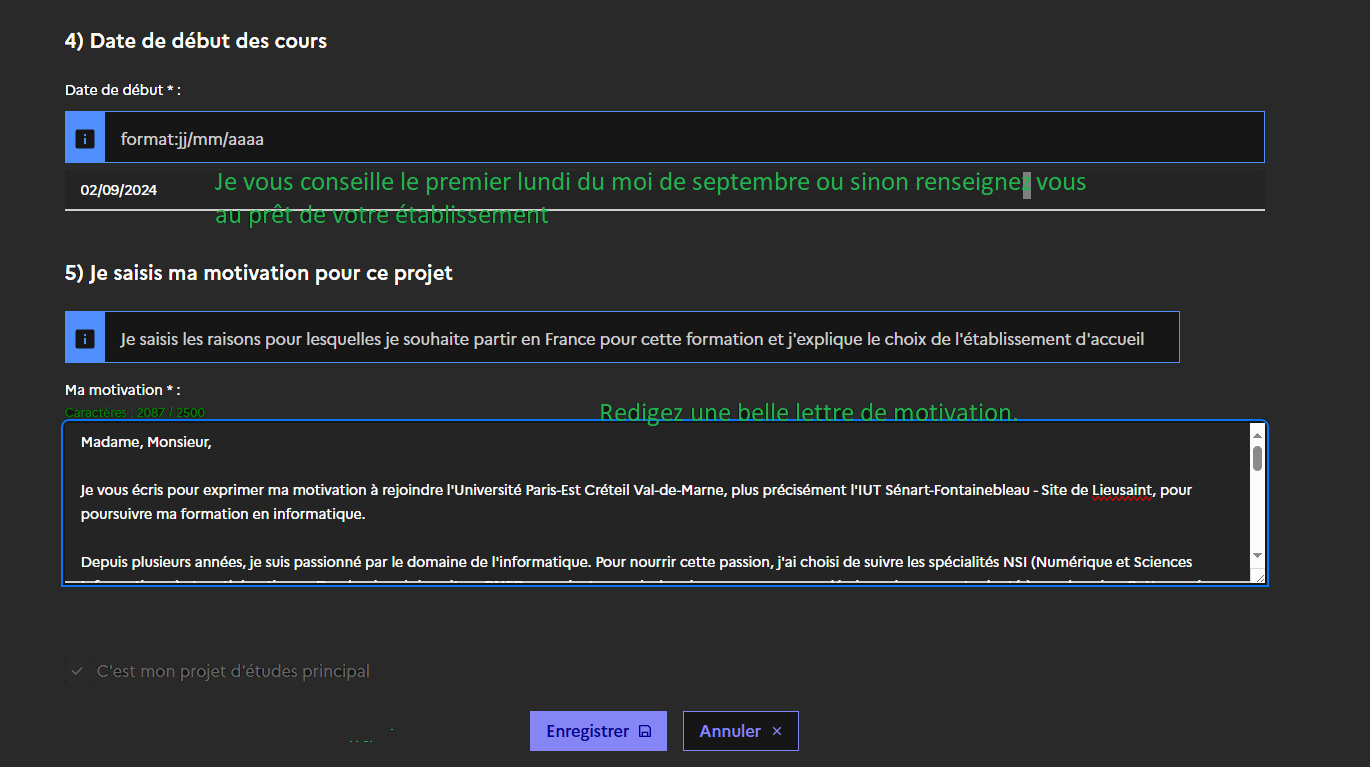 4) Date de début des cours
Date de début * :
i
format:jj/mm/aaaa
02/09/2024
Je vous conseille le premier lundi du moi de septembre ou sinon renseignez vous
au prêt de votre établissement
5) Je saisis ma motivation pour ce projet
i
Je saisis les raisons pour lesquelles je souhaite partir en France pour cette formation et j'explique le choix de l'établissement d'accueil
Ma motivation * :
Caractères : 2087 / 2500
Redigez une belle lettre de motivation.
Madame, Monsieur,
Je vous écris pour exprimer ma motivation à rejoindre l'Université Paris-Est Créteil Val-de-Marne, plus précisément l'IUT Sénart-Fontainebleau - Site de Lieusaint, pour
poursuivre ma formation en informatique.
Depuis plusieurs années, je suis passionné par le domaine de l'informatique. Pour nourrir cette passion, j'ai choisi de suivre les spécialités NSI (Numérique et Sciences
C'est mon projet d'études principal
Enregistrer
Annuler ×